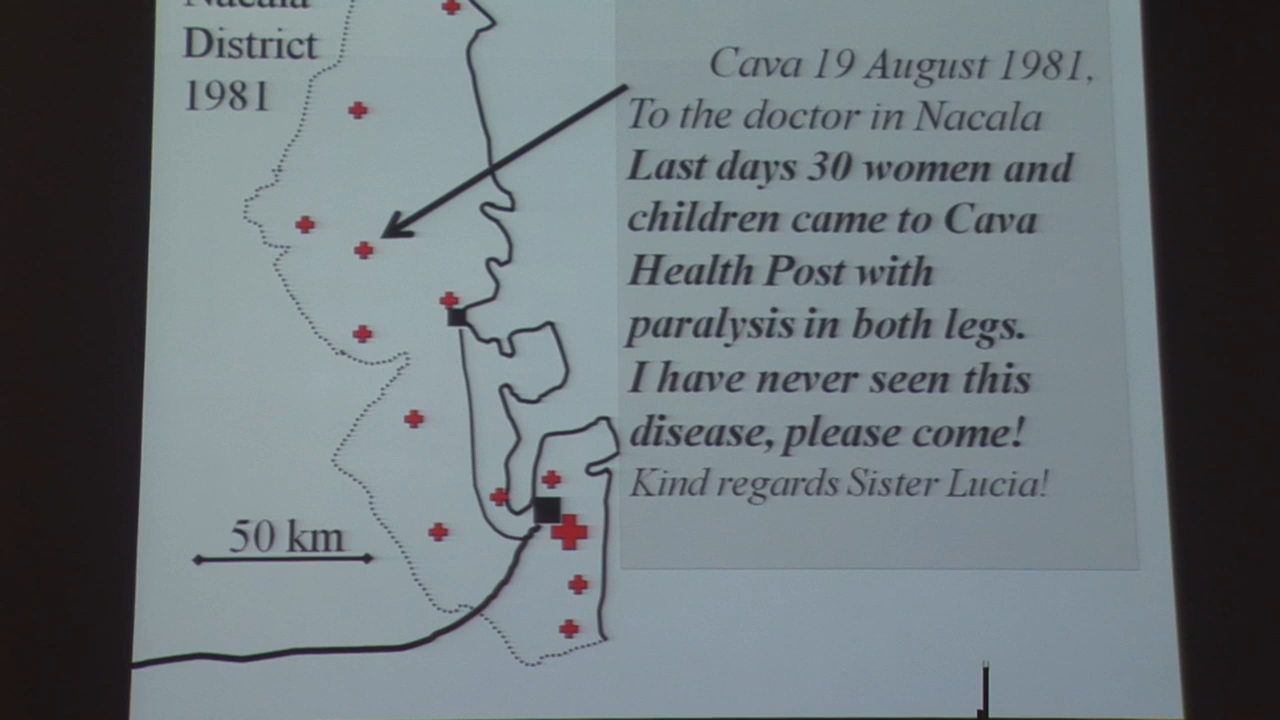 Nacala
District
1981
Cava 19 August 1981,
To the doctor in Nacala
Last days 30 women and
children came to Cava
Health Post with
paralysis in both legs.
I have never seen this
disease, please come!
Kind regards Sister Lucia!
50 km